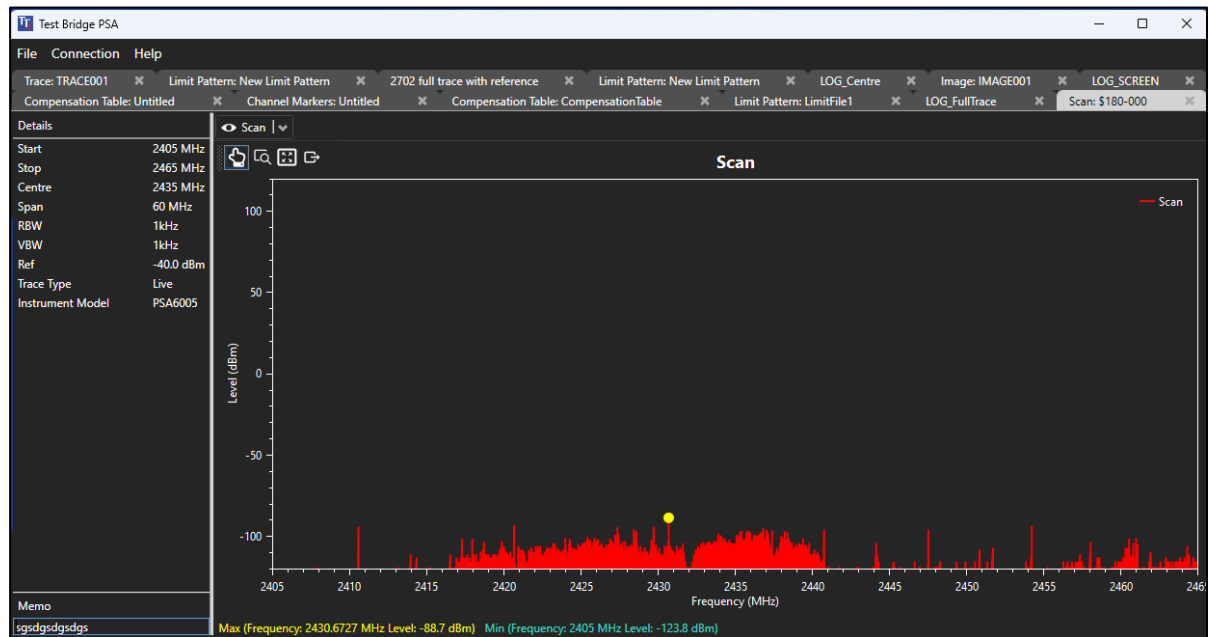 Test Bridge PSA
File Connection Help
Trace: TRACE001 Limit Pattern: New Limit Pattern 2702 full trace with reference Limit Pattern: New Limit Pattern LOG_Centre Image: IMAGE001 LOG_SCREEN
Compensation Table: Untitled Channel Markers: Untitled Compensation Table: CompensationTable Limit Pattern: LimitFile1 LOG_FullTrace Scan: $180-000
Details
Start 2405 MHz
Stop 2465 MHz
Centre 2435 MHz
Span 60 MHz
RBW 1kHz
VBW 1kHz
Ref -40.0 dBm
Trace Type Live
Instrument Model PSA6005
Memo
sgsdgsdgsdgs
Scan
Scan
Scan
100
50
0
-50
-100
Level (dBm)
2405 2410 2415 2420 2425 2430 2435 2440 2445 2450 2455 2460 246
Frequency (MHz)
Max (Frequency: 2430.6727 MHz Level: -88.7 dBm) Min (Frequency: 2405 MHz Level: -123.8 dBm)